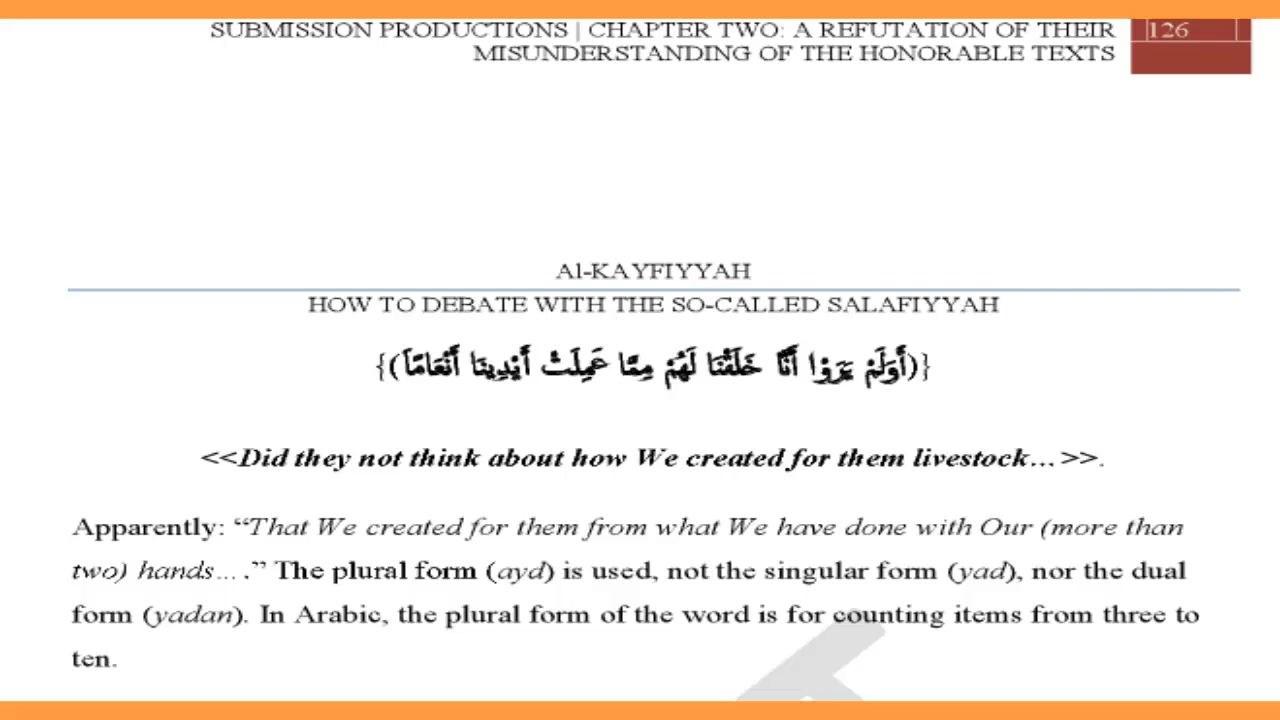 SUBMISSION PRODUCTIONS | CHAPTER TWO: A REFUTATION OF THEIR
MISUNDERSTANDING OF THE HONORABLE TEXTS
126
Al-KAYFIYYAH
HOW TO DEBATE WITH THE SO-CALLED SALAFIYYAH
{(أَوَلَمْ يَرَوْا أَنَّا خَلَقْنَا لَهُمْ مِمَّا عَمِلَتْ أَيْدِينَا أَنْعَامًا)}
<<Did they not think about how We created for them livestock…>>.
Apparently: “That We created for them from what We have done with Our (more than
two) hands….” The plural form (ayd) is used, not the singular form (yad), nor the dual
form (yadan). In Arabic, the plural form of the word is for counting items from three to
ten.